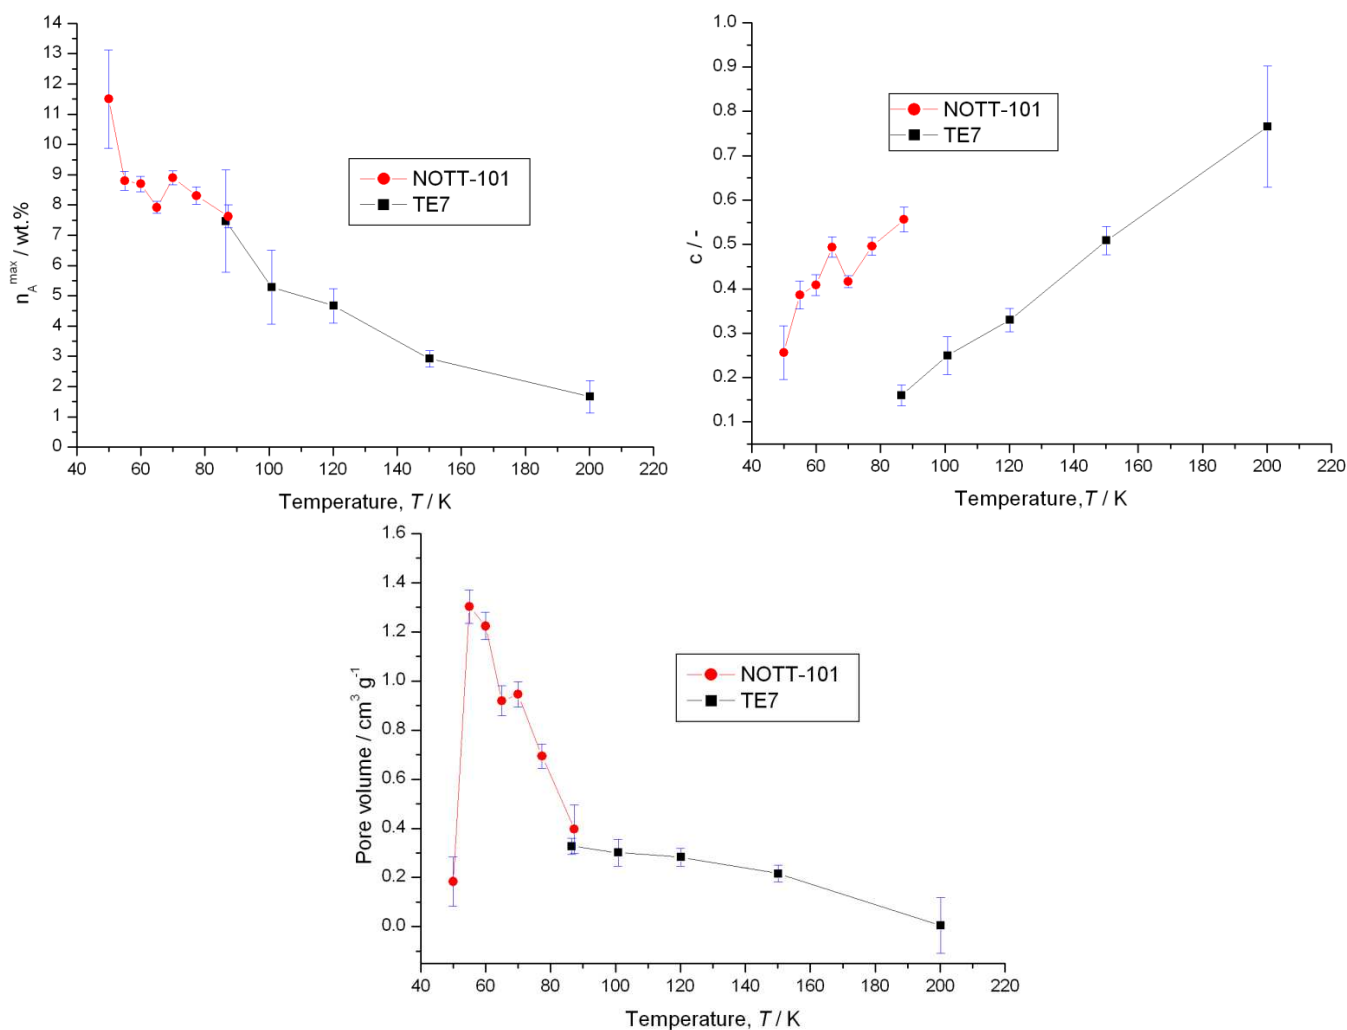 14
13
12
11
10
9
8
7
6
5
4
3
2
1
0
n_A^max / wt.%
NOTT-101
TE7
40 60 80 100 120 140 160 180 200 220
Temperature, T / K
1.0
0.9
0.8
0.7
0.6
0.5
0.4
0.3
0.2
0.1
c / -
NOTT-101
TE7
40 60 80 100 120 140 160 180 200 220
Temperature,T / K
1.6
1.4
1.2
1.0
0.8
0.6
0.4
0.2
0.0
Pore volume / cm³ g⁻¹
NOTT-101
TE7
40 60 80 100 120 140 160 180 200 220
Temperature, T / K